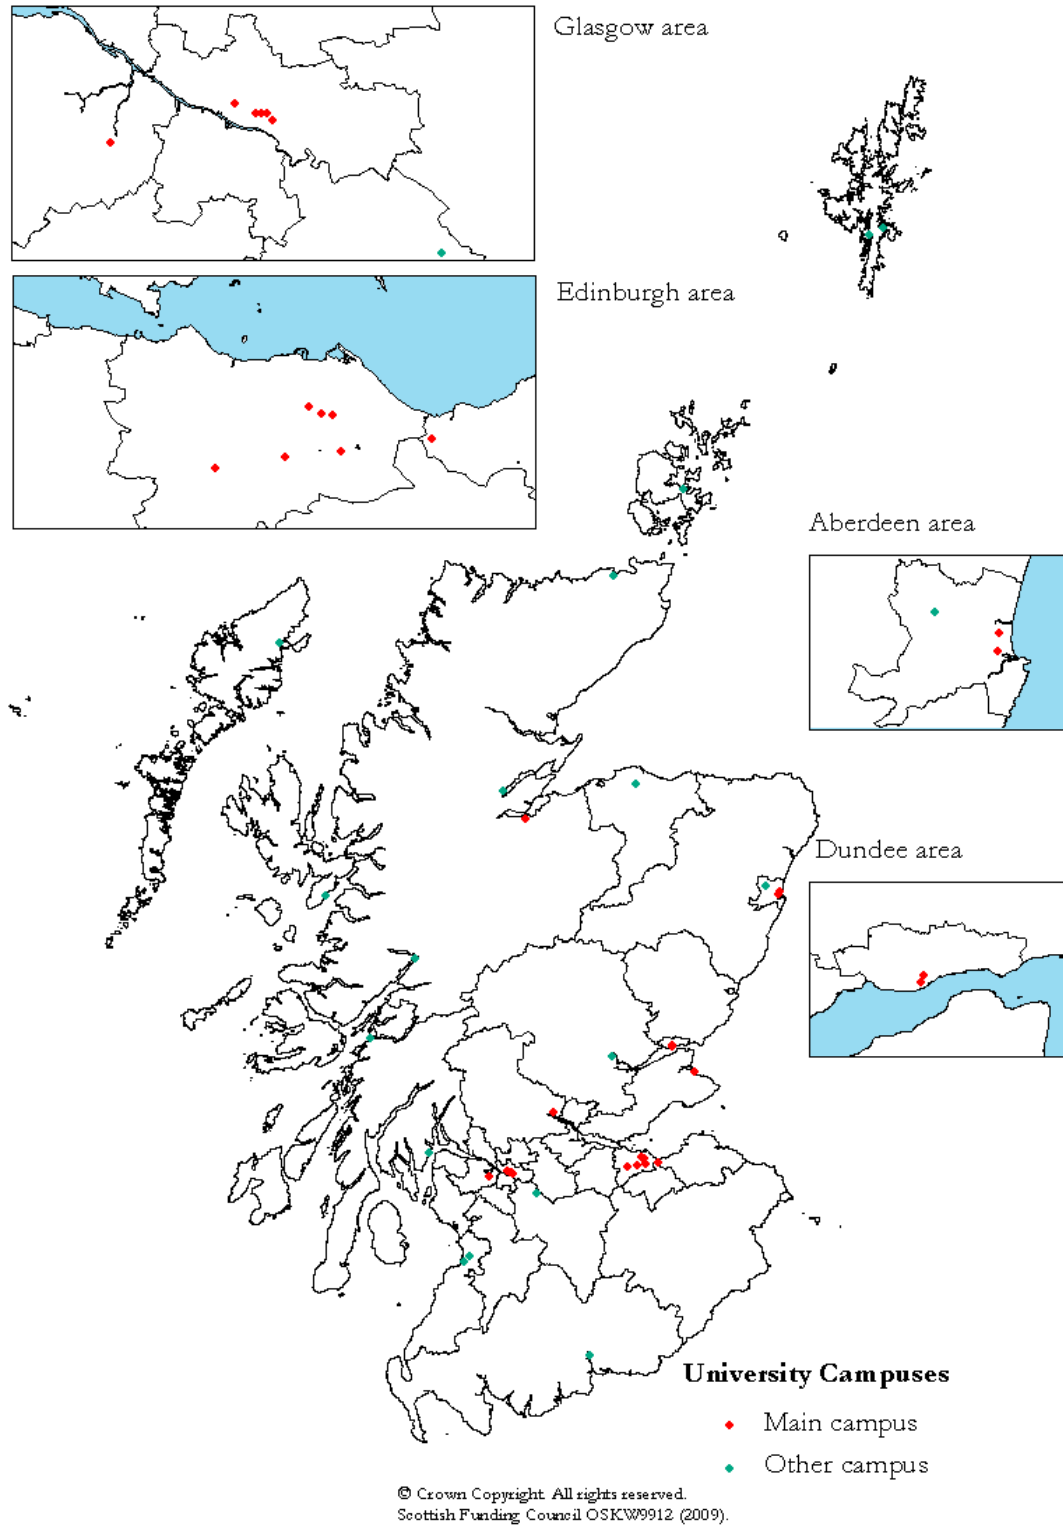 Glasgow area
Edinburgh area
Aberdeen area
Dundee area
University Campuses
Main campus
Other campus
© Crown Copyright. All rights reserved.
Scottish Funding Council OSKW9912 (2009).